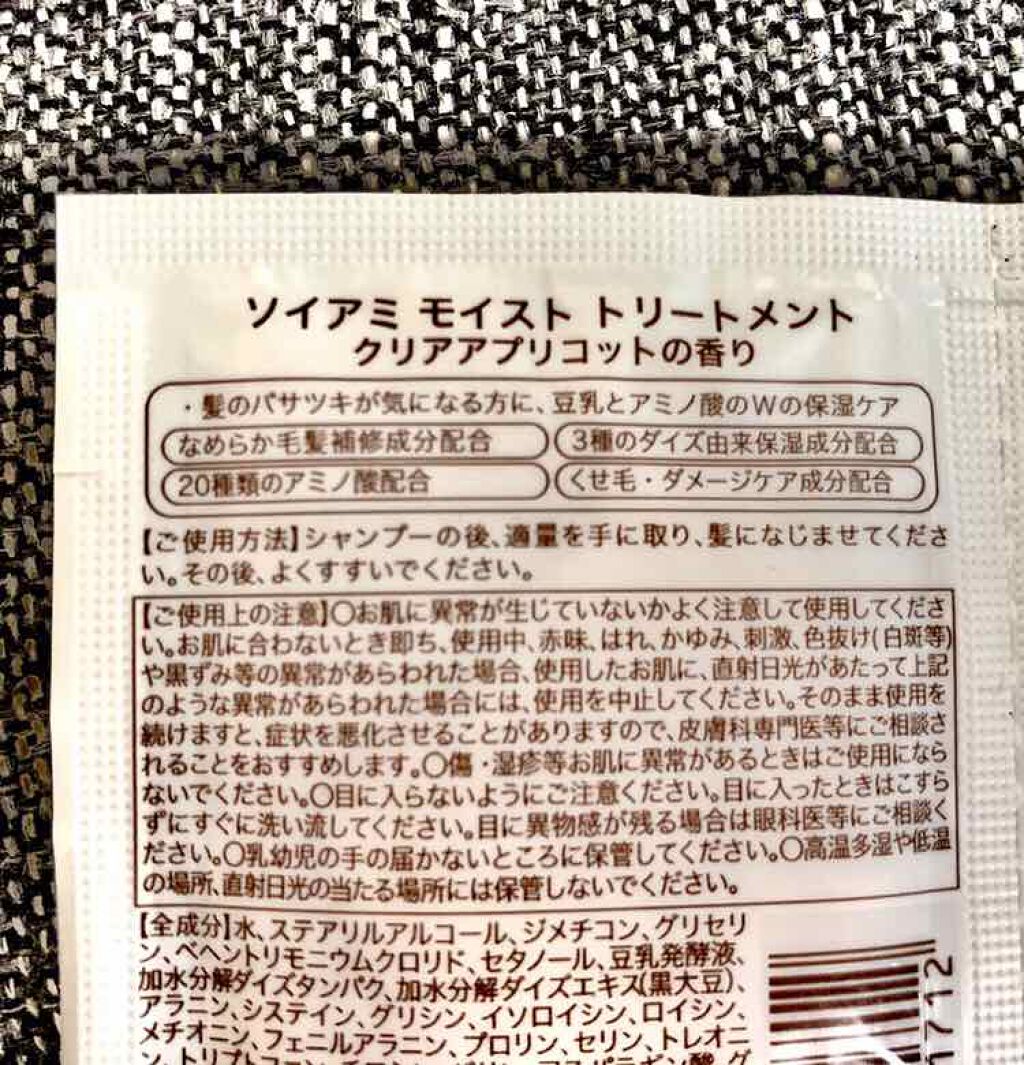 ソイアミ モイスト トリートメント
クリアアプリコットの香り
・髪のパサツキが気になる方に、豆乳とアミノ酸のWの保湿ケア
なめらか毛髪補修成分配合
3種のダイズ由来保湿成分配合
20種類のアミノ酸配合
くせ毛・ダメージケア成分配合
【ご使用方法】シャンプーの後、適量を手に取り、髪になじませてくださ
い。その後、よくすすいでください。
【ご使用上の注意】〇お肌に異常が生じていないかよく注意して使用してくださ
い。お肌に合わないとき即ち、使用中、赤味、はれ、かゆみ、刺激、色抜け(白斑等)
や黒ずみ等の異常があらわれた場合、使用したお肌に、直射日光があたって上記
のような異常があらわれた場合には、使用を中止してください。そのまま使用を
続けますと、症状を悪化させることがありますので、皮膚科専門医等にご相談さ
れることをおすすめします。〇傷・湿疹等お肌に異常があるときはご使用になら
ないでください。〇目に入らないようにご注意ください。目に入ったときはこすら
ずにすぐに洗い流してください。目に異物感が残る場合は眼科医等にご相談く
ださい。〇乳幼児の手の届かないところに保管してください。〇高温多湿や低温
の場所、直射日光の当たる場所には保管しないでください。
【全成分】水、ステアリルアルコール、ジメチコン、グリセリ
ン、ベヘントリモニウムクロリド、セタノール、豆乳発酵液、
加水分解ダイズタンパク、加水分解ダイズエキス(黒大豆)、
アラニン、システイン、グリシン、イソロイシン、ロイシン、
メチオニン、フェニルアラニン、プロリン、セリン、トレオニ
1712